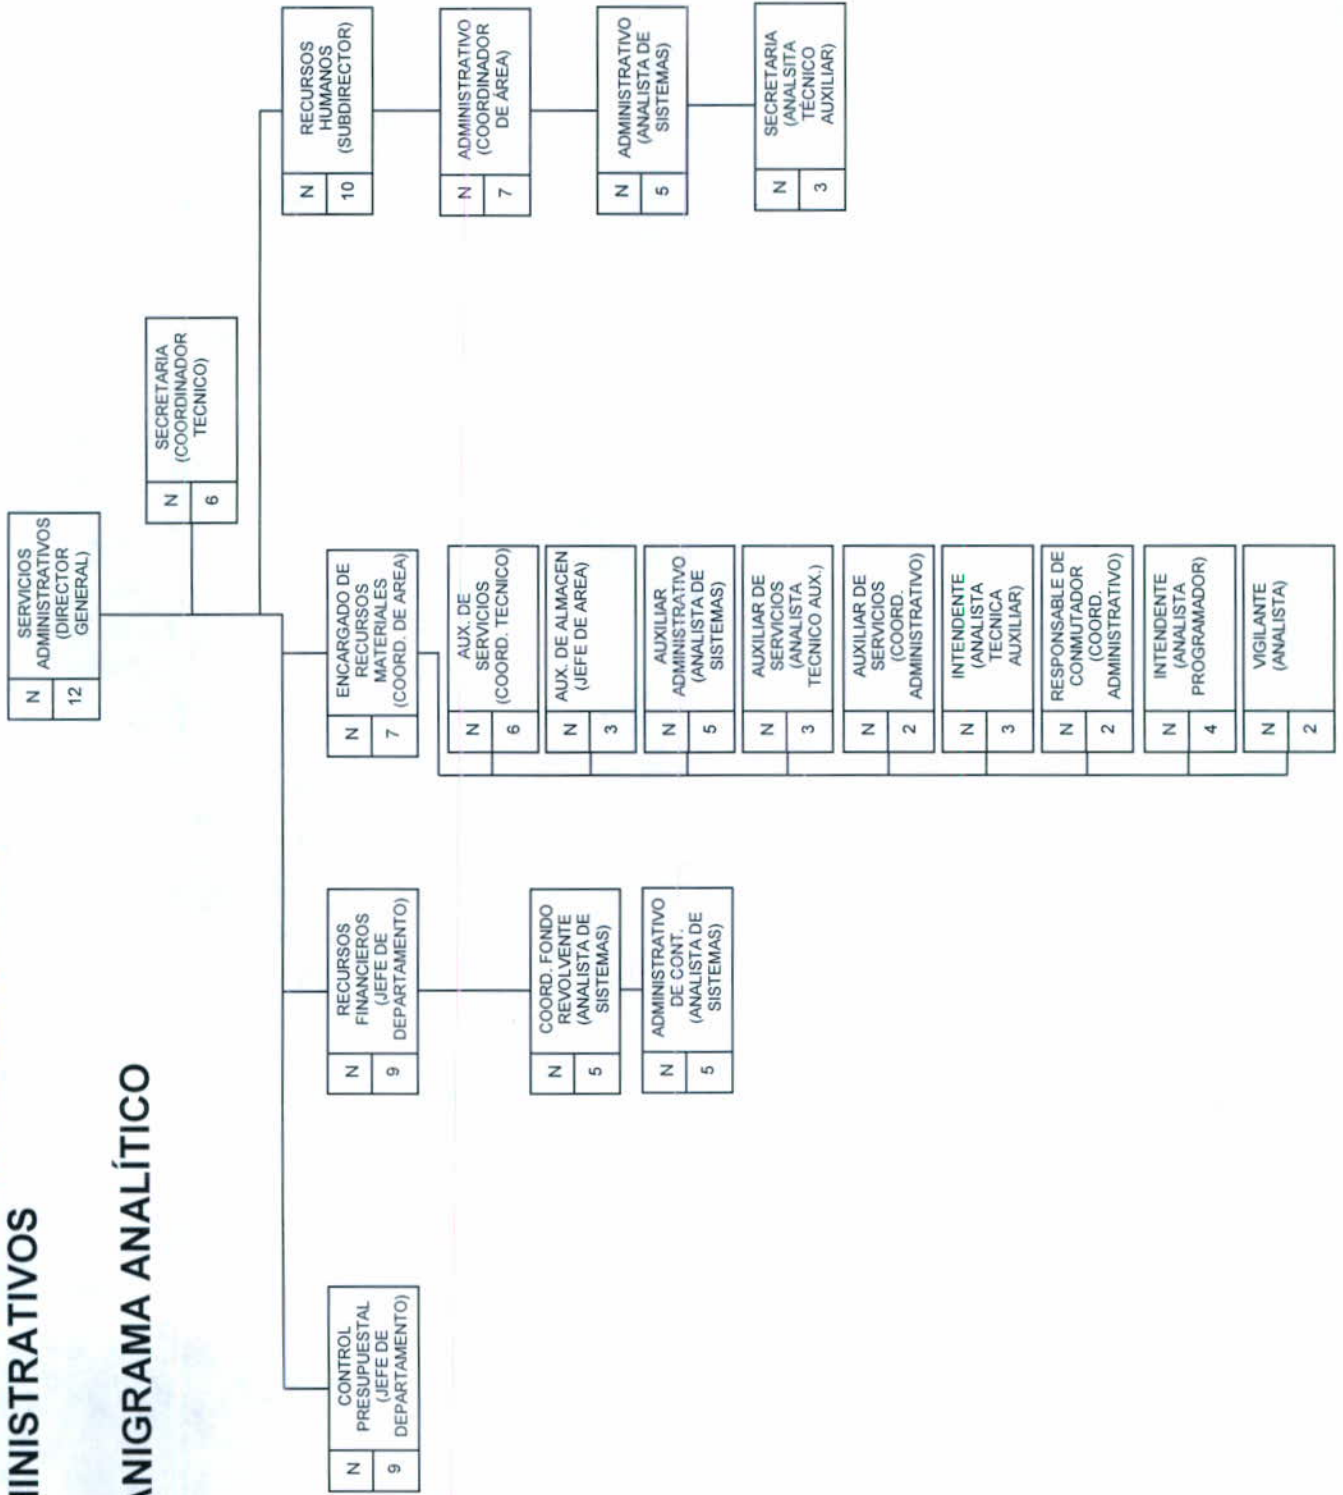 MINISTRATIVOS
ANIGRAMA ANALÍTICO
SERVICIOS
ADMINISTRATIVOS
(DIRECTOR
GENERAL)
N
12
SECRETARIA
(COORDINADOR
TECNICO)
N
6
CONTROL
PRESUPUESTAL
(JEFE DE
DEPARTAMENTO)
N
9
RECURSOS
FINANCIEROS
(JEFE DE
DEPARTAMENTO)
N
9
COORD. FONDO
REVOLVENTE
(ANALISTA DE
SISTEMAS)
N
5
ADMINISTRATIVO
DE CONT.
(ANALISTA DE
SISTEMAS)
N
5
ENCARGADO DE
RECURSOS
MATERIALES
(COORD. DE AREA)
N
7
AUX. DE
SERVICIOS
(COORD. TECNICO)
N
6
AUX. DE ALMACEN
(JEFE DE AREA)
N
3
AUXILIAR
ADMINISTRATIVO
(ANALISTA DE
SISTEMAS)
N
5
AUXILIAR DE
SERVICIOS
(ANALISTA
TECNICO AUX.)
N
3
AUXILIAR DE
SERVICIOS
(COORD.
ADMINISTRATIVO)
N
2
INTENDENTE
(ANALISTA
TECNICA
AUXILIAR)
N
3
RESPONSABLE DE
CONMUTADOR
(COORD.
ADMINISTRATIVO)
N
2
INTENDENTE
(ANALISTA
PROGRAMADOR)
N
4
VIGILANTE
(ANALISTA)
N
2
RECURSOS
HUMANOS
(SUBDIRECTOR)
N
10
ADMINISTRATIVO
(COORDINADOR
DE ÁREA)
N
7
ADMINISTRATIVO
(ANALISTA DE
SISTEMAS)
N
5
SECRETARIA
(ANALSITA
TÉCNICO
AUXILIAR)
N
3